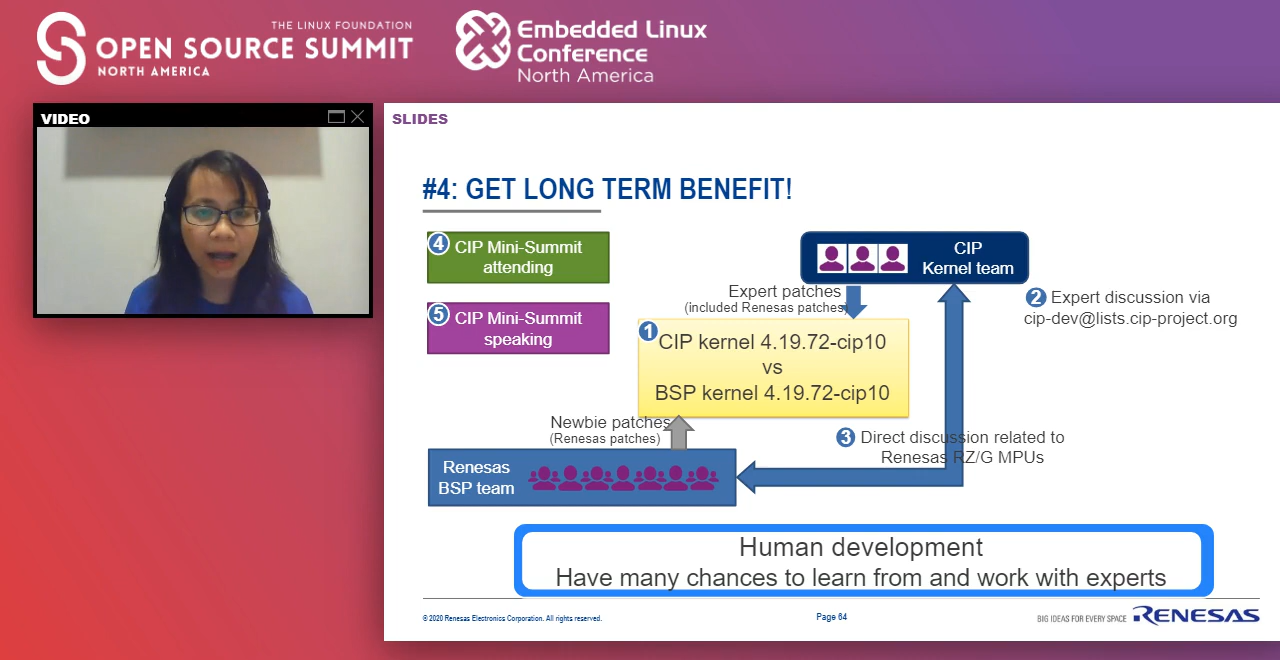 THE LINUX FOUNDATION
OPEN SOURCE SUMMIT
NORTH AMERICA
Embedded Linux
Conference
North America
VIDEO
SLIDES
#4: GET LONG TERM BENEFIT!
4 CIP Mini-Summit
attending
5 CIP Mini-Summit
speaking
CIP
Kernel team
Expert patches
(included Renesas patches)
2 Expert discussion via
cip-dev@lists.cip-project.org
1 CIP kernel 4.19.72-cip10
vs
BSP kernel 4.19.72-cip10
Newbie patches
(Renesas patches)
3 Direct discussion related to
Renesas RZ/G MPUs
Renesas
BSP team
Human development
Have many chances to learn from and work with experts
© 2020 Renesas Electronics Corporation. All rights reserved.
Page 64
BIG IDEAS FOR EVERY SPACE
RENESAS